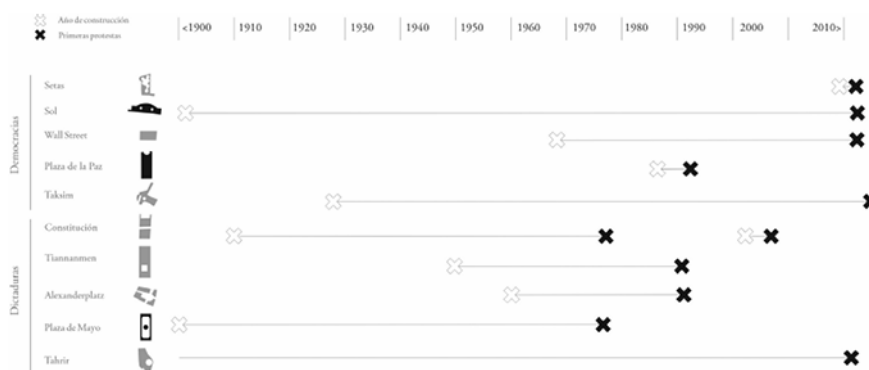 Año de construcción
Primeras protestas
<1900 1910 1920 1930 1940 1950 1960 1970 1980 1990 2000 2010>
Democracias
Setas
Sol
Wall Street
Plaza de la Paz
Taksim
Dictaduras
Constitución
Tiannanmen
Alexanderplatz
Plaza de Mayo
Tahrir